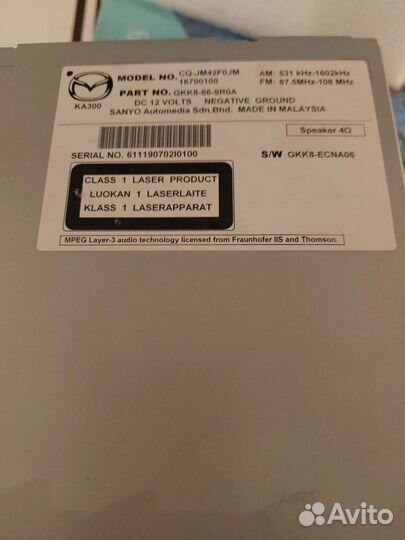 MODEL NO. CQ-JM42F0JM AM: 531 kHz-1602kHz
16700100 FM: 87.5MHz-108 MHz
PART NO. GKK8-66-9R0A
KA300
DC 12 VOLTS NEGATIVE GROUND
SANYO Automedia Sdn.Bhd. MADE IN MALAYSIA
Speaker 4Ω
SERIAL NO. 611190702I0100
S/W GKK8-ECNA06
CLASS 1 LASER PRODUCT
LUOKAN 1 LASERLAITE
KLASS 1 LASERAPPARAT
MPEG Layer-3 audio technology licensed from Fraunhofer IIS and Thomson.
Avito